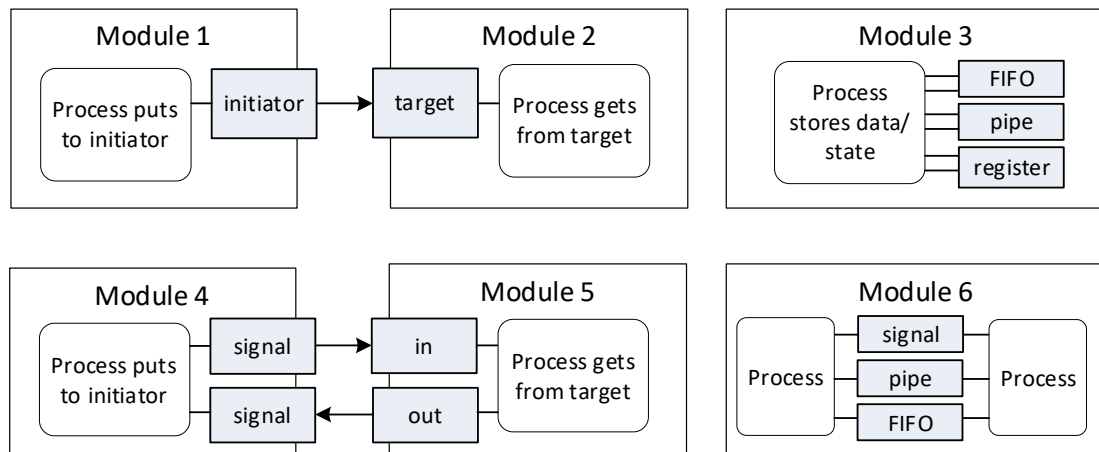 Module 1
Process puts
to initiator
initiator
Module 2
target
Process gets
from target
Module 3
Process
stores data/
state
FIFO
pipe
register
Module 4
Process puts
to initiator
signal
signal
Module 5
in
out
Process gets
from target
Module 6
Process
signal
pipe
FIFO
Process